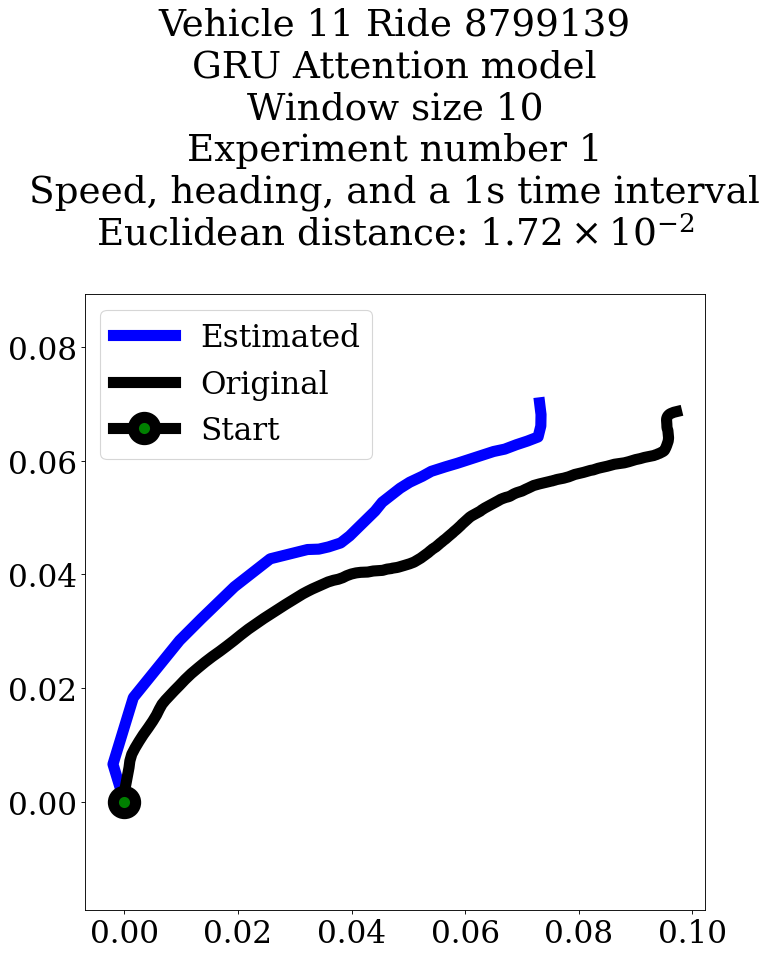 Vehicle 11 Ride 8799139
GRU Attention model
Window size 10
Experiment number 1
Speed, heading, and a 1s time interval
Euclidean distance: 1.72 × 10⁻²
Estimated
Original
Start
0.08
0.06
0.04
0.02
0.00
0.00 0.02 0.04 0.06 0.08 0.10